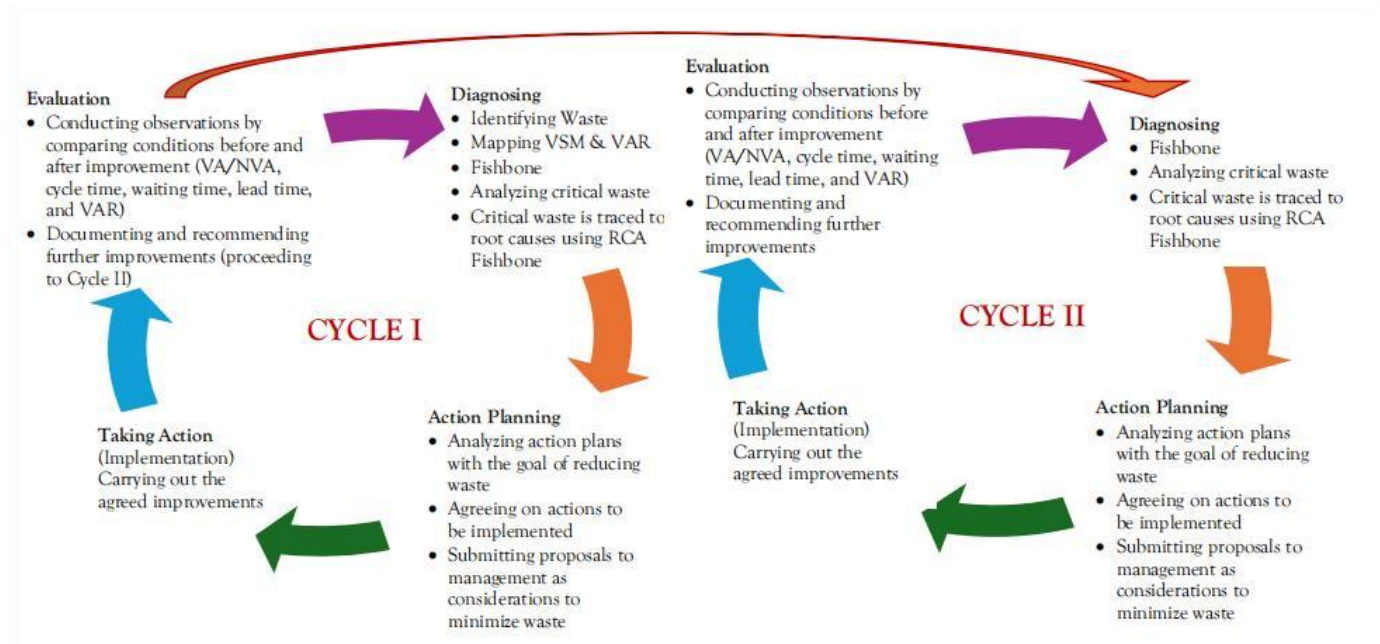 Evaluation
• Conducting observations by
comparing conditions before and
after improvement (VA/NVA,
cycle time, waiting time, lead time,
and VAR)
• Documenting and recommending
further improvements (proceeding
to Cycle II)
Diagnosing
• Identifying Waste
• Mapping VSM & VAR
• Fishbone
• Analyzing critical waste
• Critical waste is traced to
root causes using RCA
Fishbone
CYCLE I
Taking Action
(Implementation)
Carrying out the
agreed improvements
Action Planning
• Analyzing action plans
with the goal of reducing
waste
• Agreeing on actions to
be implemented
• Submitting proposals to
management as
considerations to
minimize waste
Evaluation
• Conducting observations by
comparing conditions before
and after improvement
(VA/NVA, cycle time, waiting
time, lead time, and VAR)
• Documenting and
recommending further
improvements
Diagnosing
• Fishbone
• Analyzing critical waste
• Critical waste is traced to
root causes using RCA
Fishbone
CYCLE II
Taking Action
(Implementation)
Carrying out the
agreed improvements
Action Planning
• Analyzing action plans
with the goal of reducing
waste
• Agreeing on actions to
be implemented
• Submitting proposals to
management as
considerations to
minimize waste